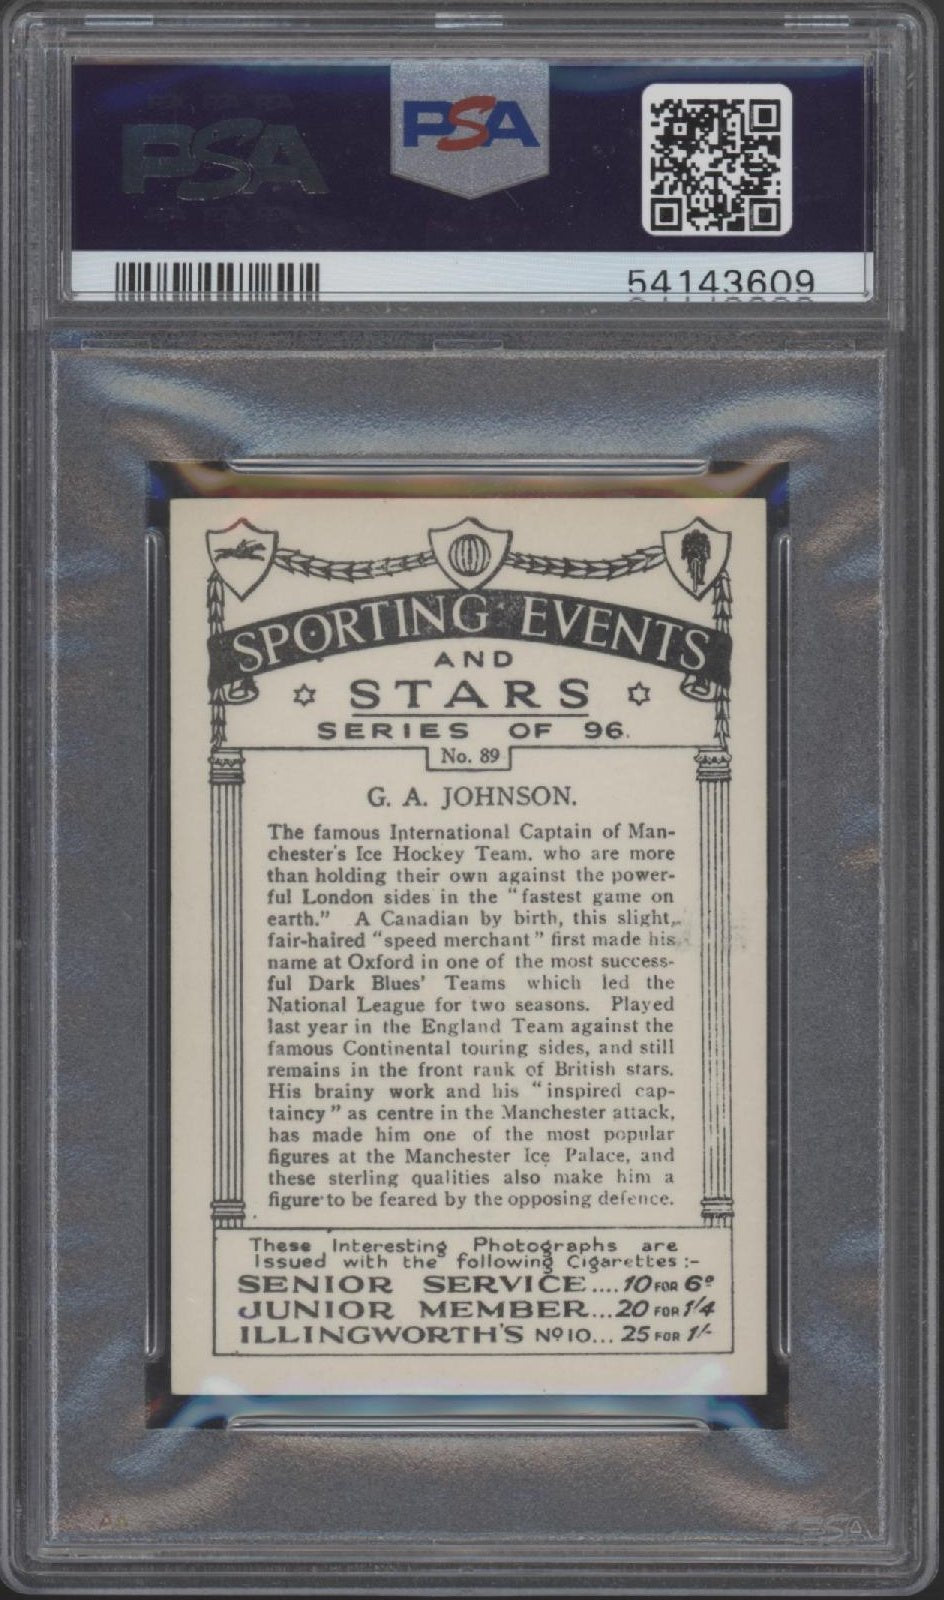 PSA
PSA
54143609
SPORTING EVENTS
AND
STARS
SERIES OF 96.
No. 89
G. A. JOHNSON.
The famous International Captain of Man-
chester's Ice Hockey Team, who are more
than holding their own against the power-
ful London sides in the "fastest game on
earth." A Canadian by birth, this slight,
fair-haired "speed merchant" first made his
name at Oxford in one of the most success-
ful Dark Blues' Teams which led the
National League for two seasons. Played
last year in the England Team against the
famous Continental touring sides, and still
remains in the front rank of British stars.
His brainy work and his "inspired cap-
taincy" as centre in the Manchester attack,
has made him one of the most popular
figures at the Manchester Ice Palace, and
these sterling qualities also make him a
figure to be feared by the opposing defence.
These Interesting Photographs are
Issued with the following Cigarettes :-
SENIOR SERVICE.... 10 FOR 6ᴰ
JUNIOR MEMBER... 20 FOR 1/4
ILLINGWORTH'S Nº 10... 25 FOR 1/-
PSA